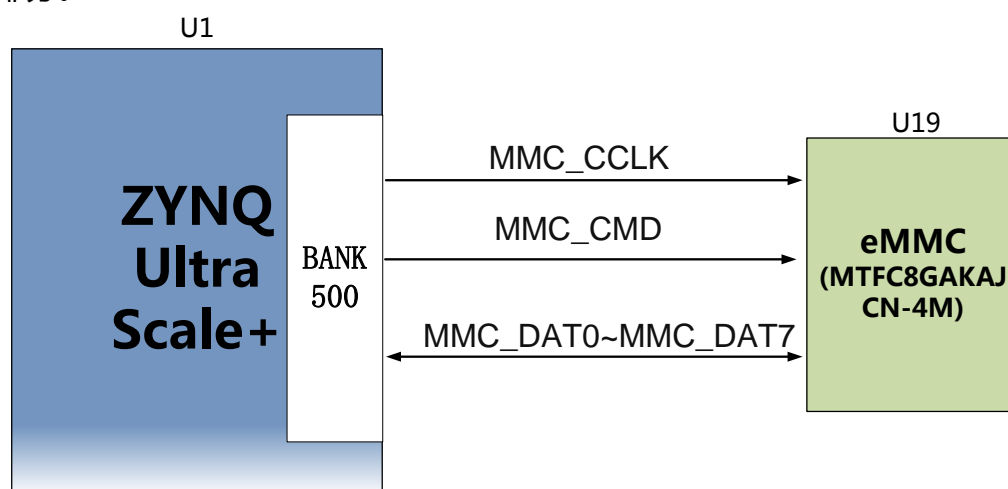 U1
U19
ZYNQ
Ultra
Scale+
BANK
500
MMC_CCLK
MMC_CMD
MMC_DAT0~MMC_DAT7
eMMC
(MTFC8GAKAJ
CN-4M)